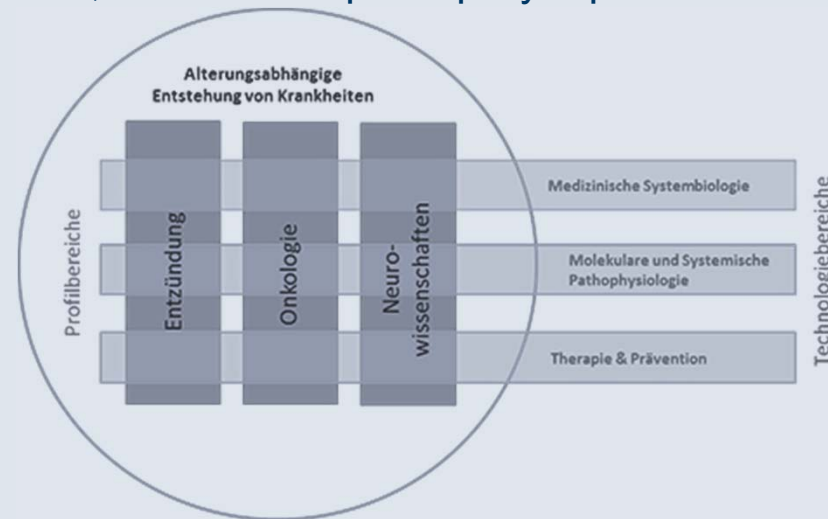 Alterungsabhängige
Entstehung von Krankheiten
Profilbereiche
Entzündung
Onkologie
Neuro-
wissenschaften
Medizinische Systembiologie
Molekulare und Systemische
Pathophysiologie
Therapie & Prävention
Technologiebereiche